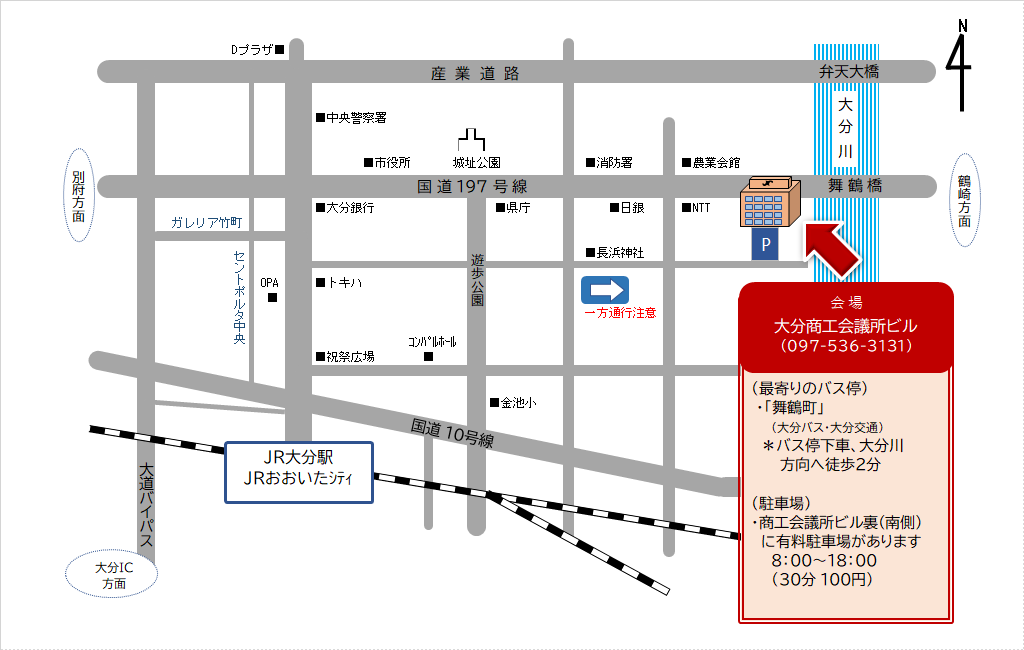 N
Dプラザ■
産業道路
弁天大橋
■中央警察署
大分川
■市役所
城址公園
■消防署
■農業会館
別府方面
国道197号線
舞鶴橋
鶴崎方面
■大分銀行
■県庁
■日銀
■NTT
ガレリア竹町
P
セントポルタ中央
■長浜神社
遊歩公園
OPA
■
■トキハ
一方通行注意
会場
大分商工会議所ビル
(097-536-3131)
ｺﾝﾊﾟﾙﾎｰﾙ
■
■祝祭広場
■金池小
国道10号線
(最寄りのバス停)
・「舞鶴町」
(大分バス・大分交通)
＊バス停下車、大分川
方向へ徒歩2分
(駐車場)
・商工会議所ビル裏(南側)
に有料駐車場があります
8：00～18：00
(30分 100円)
JR大分駅
JRおおいたｼﾃｨ
大道バイパス
大分IC
方面